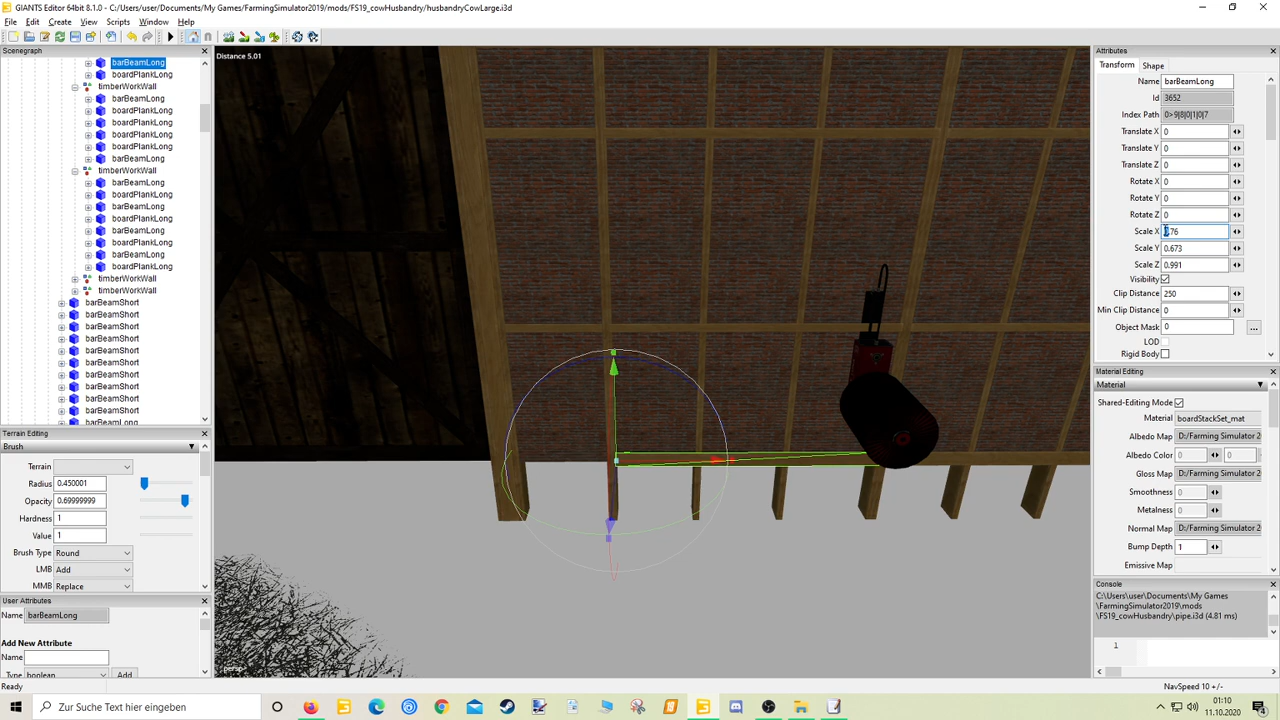 GIANTS Editor 64bit 8.1.0 - C:/Users/user/Documents/My Games/FarmingSimulator2019/mods/FS19_cowHusbandry/husbandryCowLarge.i3d
File Edit Create View Scripts Window Help
Scenegraph
barBeamLong
boardPlankLong
timberWorkWall
barBeamLong
boardPlankLong
boardPlankLong
boardPlankLong
boardPlankLong
barBeamLong
timberWorkWall
barBeamLong
boardPlankLong
barBeamLong
boardPlankLong
barBeamLong
boardPlankLong
barBeamLong
boardPlankLong
timberWorkWall
timberWorkWall
barBeamShort
barBeamShort
barBeamShort
barBeamShort
barBeamShort
barBeamShort
barBeamShort
barBeamShort
barBeamShort
barBeamShort
barBeamLong
Terrain Editing
Brush
Terrain
Radius 0.450001
Opacity 0.69999999
Hardness 1
Value 1
Brush Type Round
LMB Add
MMB Replace
User Attributes
Name barBeamLong
Add New Attribute
Name
Type boolean Add
Ready
Distance 5.01
persp
Attributes
Transform Shape
Name barBeamLong
Id 3652
Index Path 0>9|8|0|1|0|7
Translate X 0
Translate Y 0
Translate Z 0
Rotate X 0
Rotate Y 0
Rotate Z 0
Scale X .76
Scale Y 0.673
Scale Z 0.991
Visibility
Clip Distance 250
Min Clip Distance 0
Object Mask 0 ...
LOD
Rigid Body
Material Editing
Material
Shared-Editing Mode
Material boardStackSet_mat
Albedo Map D:/Farming Simulator 2
Albedo Color 0 0
Gloss Map D:/Farming Simulator 2
Smoothness 0
Metalness 0
Normal Map D:/Farming Simulator 2
Bump Depth 1
Emissive Map
Console
C:/Users/user/Documents/My Games
/FarmingSimulator2019/mods
/FS19_cowHusbandry/pipe.i3d (4.81 ms)
1
NavSpeed 10 +/-
Zur Suche Text hier eingeben
01:10
11.10.2020